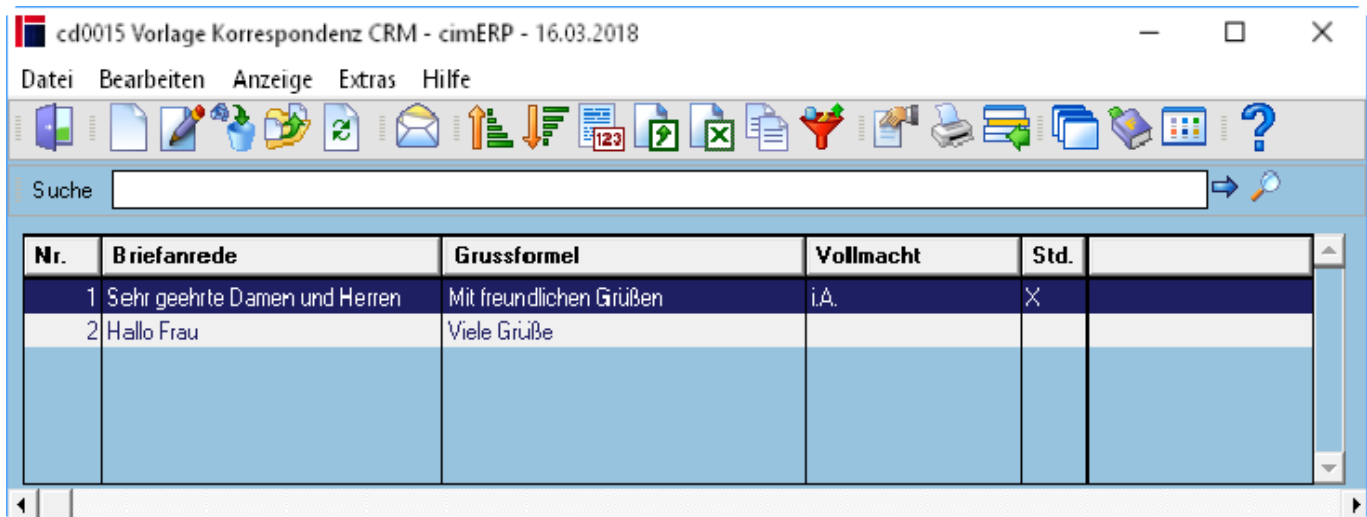 cd0015 Vorlage Korrespondenz CRM - cimERP - 16.03.2018
Datei Bearbeiten Anzeige Extras Hilfe
123
Suche
Nr. Briefanrede Grussformel Vollmacht Std.
1 Sehr geehrte Damen und Herren Mit freundlichen Grüßen i.A. X
2 Hallo Frau Viele Grüße